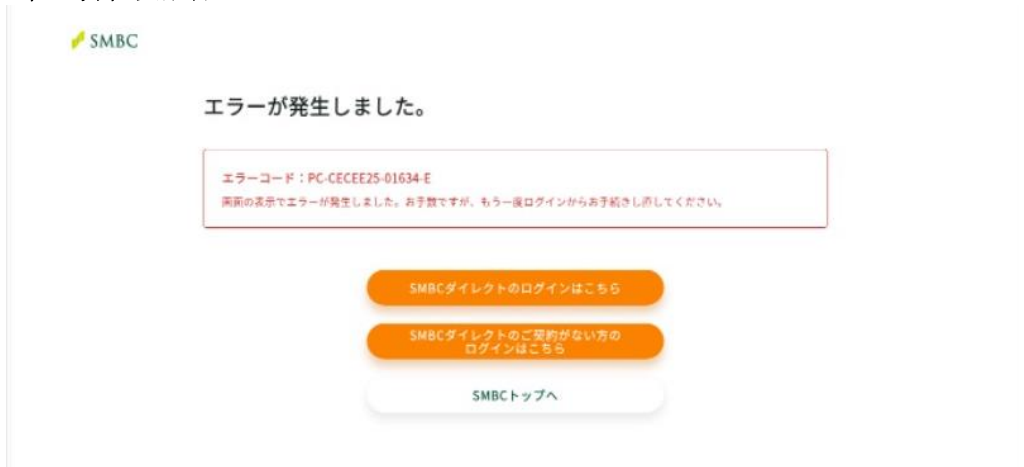 SMBC
エラーが発生しました。
エラーコード：PC-CECEE25-01634-E
画面の表示でエラーが発生しました。お手数ですが、もう一度ログインからお手続きし直してください。
SMBCダイレクトのログインはこちら
SMBCダイレクトのご契約がない方の
ログインはこちら
SMBCトップへ